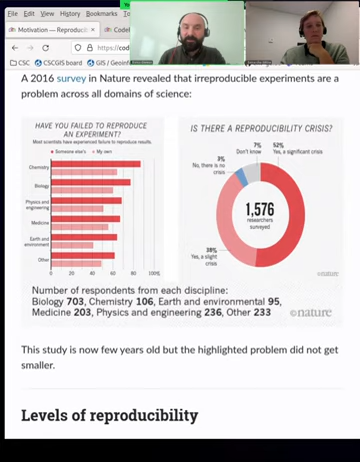 File Edit View History Bookmarks
Motivation — Reproducib
https://cod
CSC CSCGIS board GIS / Geoinf
A 2016 survey in Nature revealed that irreproducible experiments are a
problem across all domains of science:
HAVE YOU FAILED TO REPRODUCE
AN EXPERIMENT?
Most scientists have experienced failure to reproduce results.
Someone else's My own
Chemistry
Biology
Physics and
engineering
Medicine
Earth and
environment
Other
0 20 40 60 80 100%
IS THERE A REPRODUCIBILITY CRISIS?
7%
Don't know
52%
Yes, a significant crisis
3%
No, there is no
crisis
1,576
researchers
surveyed
38%
Yes, a slight
crisis
©nature
Number of respondents from each discipline:
Biology 703, Chemistry 106, Earth and environmental 95,
Medicine 203, Physics and engineering 236, Other 233
©nature
This study is now few years old but the highlighted problem did not get
smaller.
Levels of reproducibility